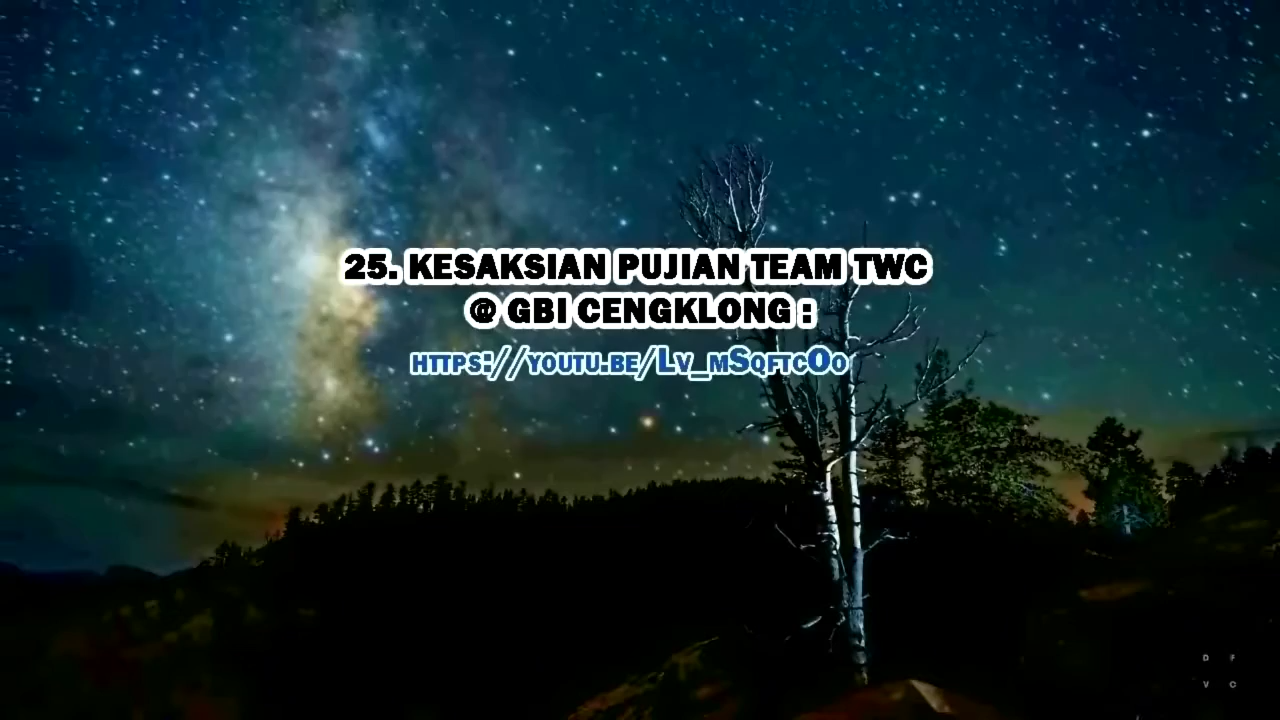 25. KESAKSIAN PUJIAN TEAM TWC
@ GBI CENGKLONG :
HTTPS://YOUTU.BE/LV_MSQFTCOO
D F
V C